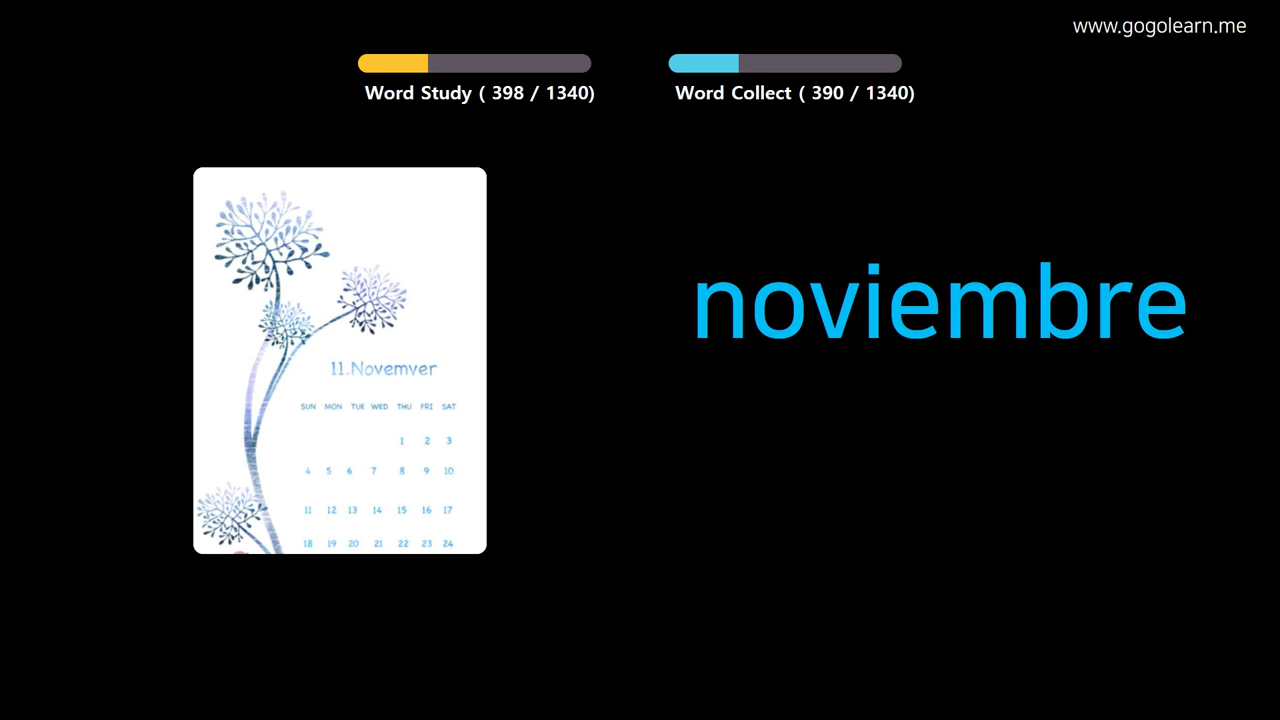 www.gogolearn.me
Word Study ( 398 / 1340)
Word Collect ( 390 / 1340)
noviembre
11.Novemver
SUN MON TUE WED THU FRI SAT
1 2 3
4 5 6 7 8 9 10
11 12 13 14 15 16 17
18 19 20 21 22 23 24